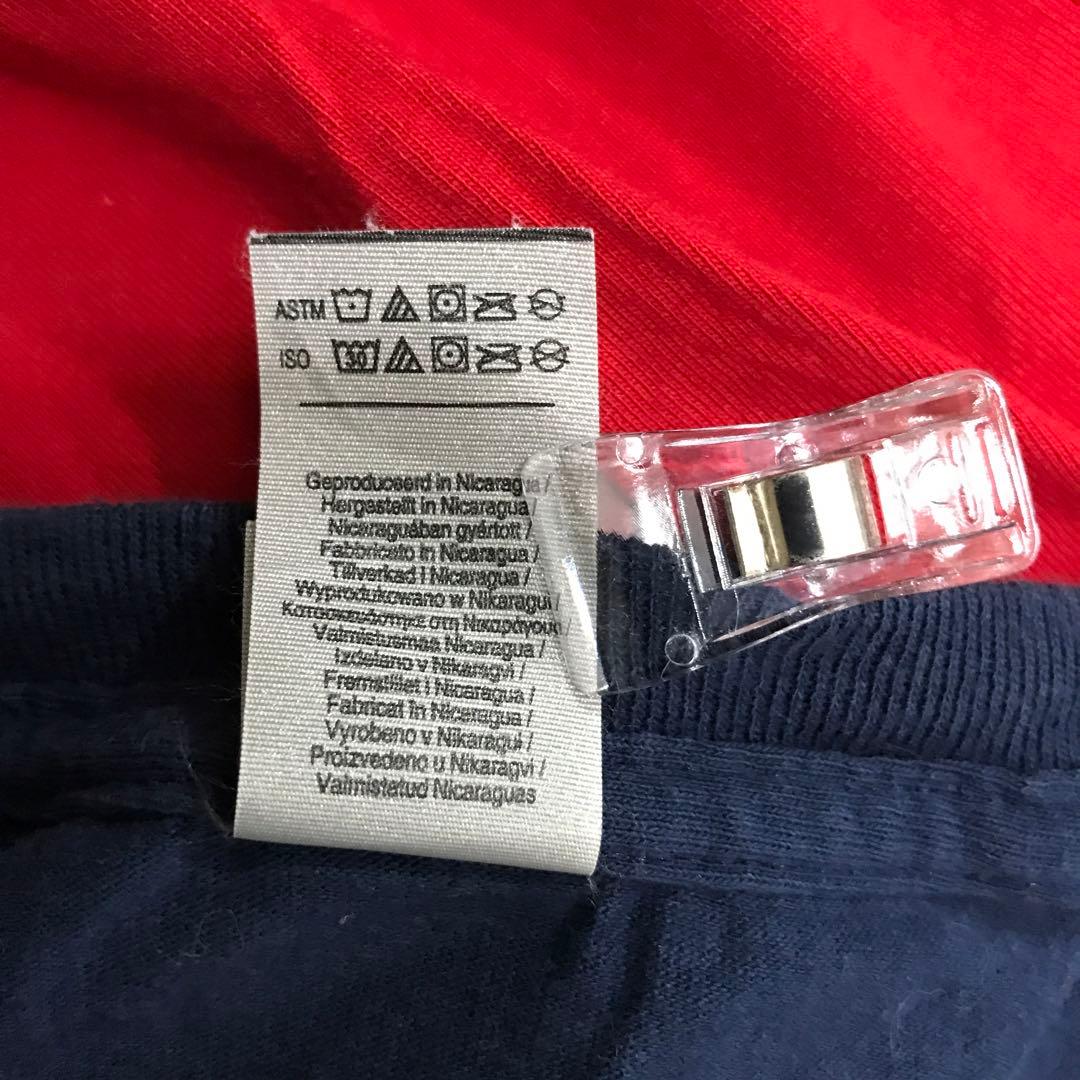 ASTM
ISO 30
Geproduceerd in Nicaragua /
Hergestellt in Nicaragua /
Nicaraguában gyártott /
Fabbricato in Nicaragua /
Tillverkad i Nicaragua /
Wyprodukowano w Nikaragui /
Κατασκευάστηκε στη Νικαράγουα /
Valmistusmaa Nicaragua /
Izdelano v Nikaragvi /
Fremstillet i Nicaragua /
Fabricat în Nicaragua /
Vyrobeno v Nikaragui /
Proizvedeno u Nikaragvi /
Valmistatud Nicaraguas